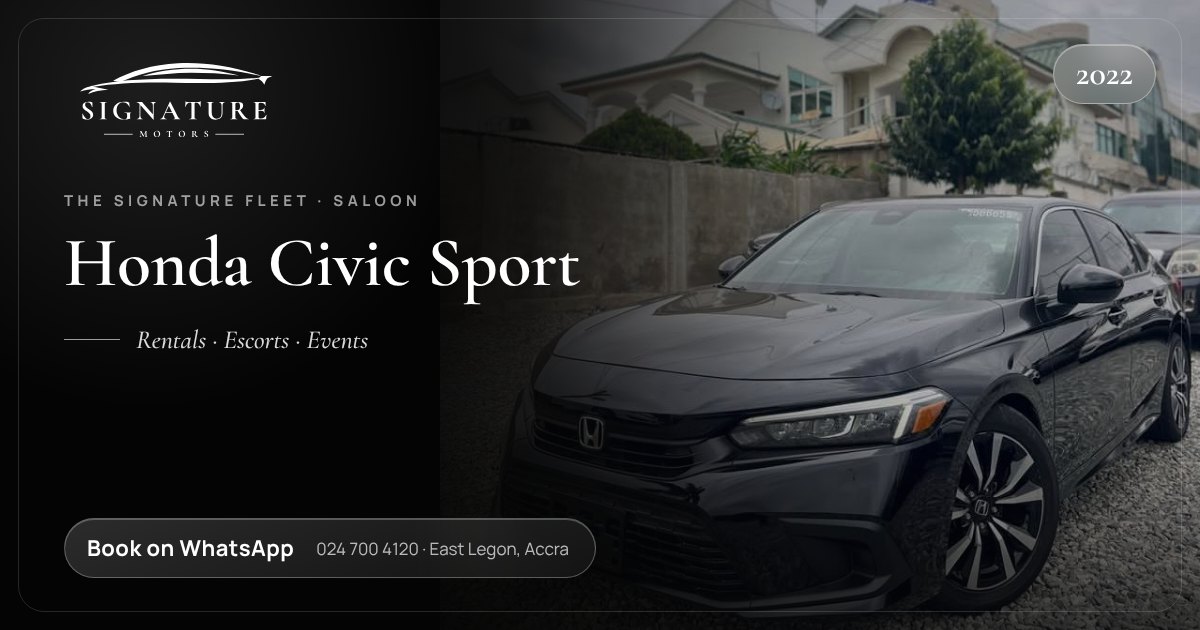 SIGNATURE
MOTORS
2022
THE SIGNATURE FLEET · SALOON
Honda Civic Sport
Rentals · Escorts · Events
Book on WhatsApp 024 700 4120 · East Legon, Accra